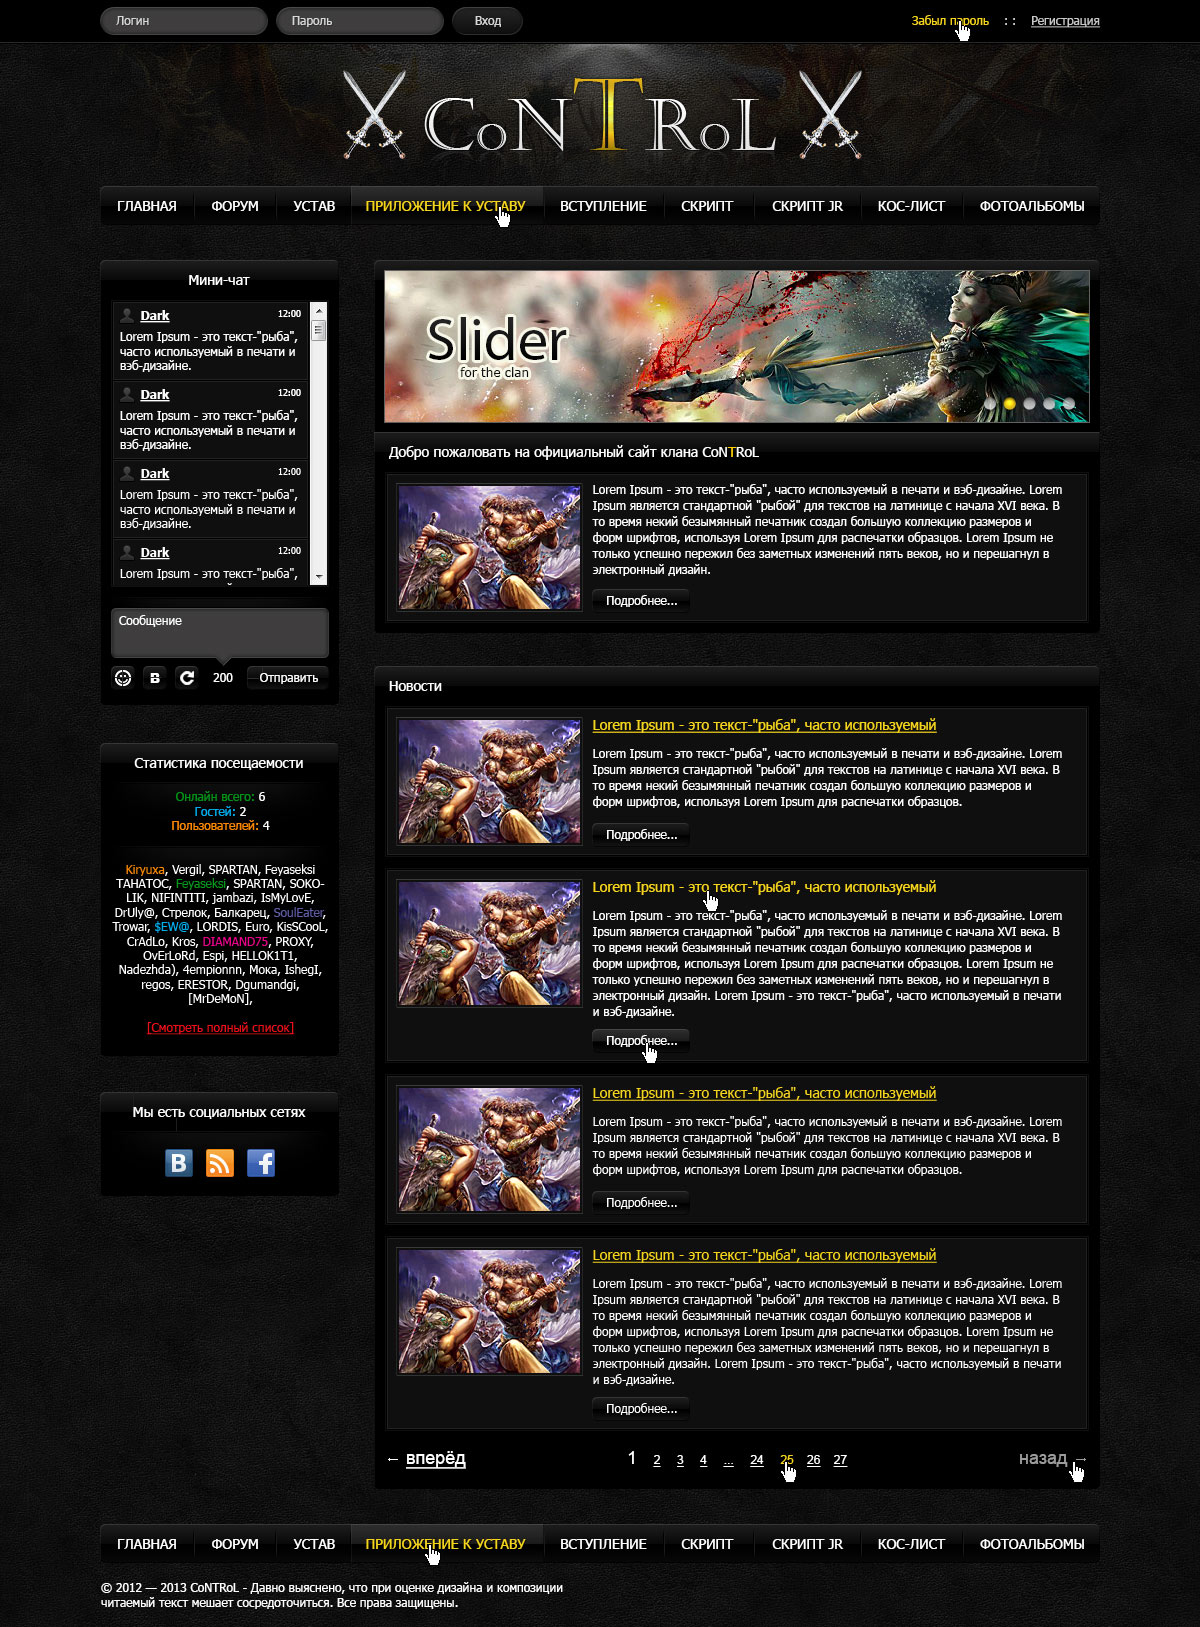 Логин Пароль Вход Забыл пароль :: Регистрация
CoNTRoL
ГЛАВНАЯ ФОРУМ УСТАВ ПРИЛОЖЕНИЕ К УСТАВУ ВСТУПЛЕНИЕ СКРИПТ СКРИПТ JR КОС-ЛИСТ ФОТОАЛЬБОМЫ
Мини-чат
Dark 12:00
Lorem Ipsum - это текст-"рыба",
часто используемый в печати и
вэб-дизайне.
Dark 12:00
Lorem Ipsum - это текст-"рыба",
часто используемый в печати и
вэб-дизайне.
Dark 12:00
Lorem Ipsum - это текст-"рыба",
часто используемый в печати и
вэб-дизайне.
Dark 12:00
Lorem Ipsum - это текст-"рыба",
Сообщение
B 200 Отправить
Статистика посещаемости
Онлайн всего: 6
Гостей: 2
Пользователей: 4
Kiryuxa, Vergil, SPARTAN, Feyaseksi
ТАНАТОС, Feyaseksi, SPARTAN, SOKO-
LIK, NIFINTITI, jambazi, IsMyLovE,
DrUly@, Стрелок, Балкарец, SoulEater,
Trowar, $EW@, LORDIS, Euro, KisSCooL,
CrAdLo, Kros, DIAMAND75, PROXY,
OvErLoRd, Espi, HELLOK1T1,
Nadezhda), 4empionnn, Мока, IshegI,
regos, ERESTOR, Dgumandgi,
[MrDeMoN],
[Смотреть полный список]
Мы есть социальных сетях
B f
Slider
for the clan
Добро пожаловать на официальный сайт клана CoNTRoL
Lorem Ipsum - это текст-"рыба", часто используемый в печати и вэб-дизайне. Lorem
Ipsum является стандартной "рыбой" для текстов на латинице с начала XVI века. В
то время некий безымянный печатник создал большую коллекцию размеров и
форм шрифтов, используя Lorem Ipsum для распечатки образцов. Lorem Ipsum не
только успешно пережил без заметных изменений пять веков, но и перешагнул в
электронный дизайн.
Подробнее...
Новости
Lorem Ipsum - это текст-"рыба", часто используемый
Lorem Ipsum - это текст-"рыба", часто используемый в печати и вэб-дизайне. Lorem
Ipsum является стандартной "рыбой" для текстов на латинице с начала XVI века. В
то время некий безымянный печатник создал большую коллекцию размеров и
форм шрифтов, используя Lorem Ipsum для распечатки образцов.
Подробнее...
Lorem Ipsum - это текст-"рыба", часто используемый
Lorem Ipsum - это текст-"рыба", часто используемый в печати и вэб-дизайне. Lorem
Ipsum является стандартной "рыбой" для текстов на латинице с начала XVI века. В
то время некий безымянный печатник создал большую коллекцию размеров и
форм шрифтов, используя Lorem Ipsum для распечатки образцов. Lorem Ipsum не
только успешно пережил без заметных изменений пять веков, но и перешагнул в
электронный дизайн. Lorem Ipsum - это текст-"рыба", часто используемый в печати
и вэб-дизайне.
Подробнее...
Lorem Ipsum - это текст-"рыба", часто используемый
Lorem Ipsum - это текст-"рыба", часто используемый в печати и вэб-дизайне. Lorem
Ipsum является стандартной "рыбой" для текстов на латинице с начала XVI века. В
то время некий безымянный печатник создал большую коллекцию размеров и
форм шрифтов, используя Lorem Ipsum для распечатки образцов.
Подробнее...
Lorem Ipsum - это текст-"рыба", часто используемый
Lorem Ipsum - это текст-"рыба", часто используемый в печати и вэб-дизайне. Lorem
Ipsum является стандартной "рыбой" для текстов на латинице с начала XVI века. В
то время некий безымянный печатник создал большую коллекцию размеров и
форм шрифтов, используя Lorem Ipsum для распечатки образцов. Lorem Ipsum не
только успешно пережил без заметных изменений пять веков, но и перешагнул в
электронный дизайн. Lorem Ipsum - это текст-"рыба", часто используемый в печати
и вэб-дизайне.
Подробнее...
← вперёд 1 2 3 4 ... 24 25 26 27 назад →
ГЛАВНАЯ ФОРУМ УСТАВ ПРИЛОЖЕНИЕ К УСТАВУ ВСТУПЛЕНИЕ СКРИПТ СКРИПТ JR КОС-ЛИСТ ФОТОАЛЬБОМЫ
© 2012 — 2013 CoNTRoL - Давно выяснено, что при оценке дизайна и композиции
читаемый текст мешает сосредоточиться. Все права защищены.